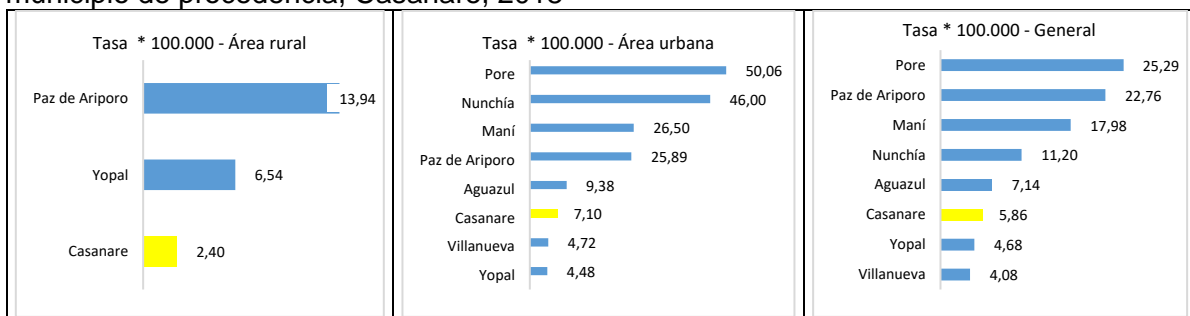 municipio de procedencia, Casanare, 2018
Tasa * 100.000 - Área rural
Paz de Ariporo 13,94
Yopal 6,54
Casanare 2,40
Tasa * 100.000 - Área urbana
Pore 50,06
Nunchía 46,00
Maní 26,50
Paz de Ariporo 25,89
Aguazul 9,38
Casanare 7,10
Villanueva 4,72
Yopal 4,48
Tasa * 100.000 - General
Pore 25,29
Paz de Ariporo 22,76
Maní 17,98
Nunchía 11,20
Aguazul 7,14
Casanare 5,86
Yopal 4,68
Villanueva 4,08